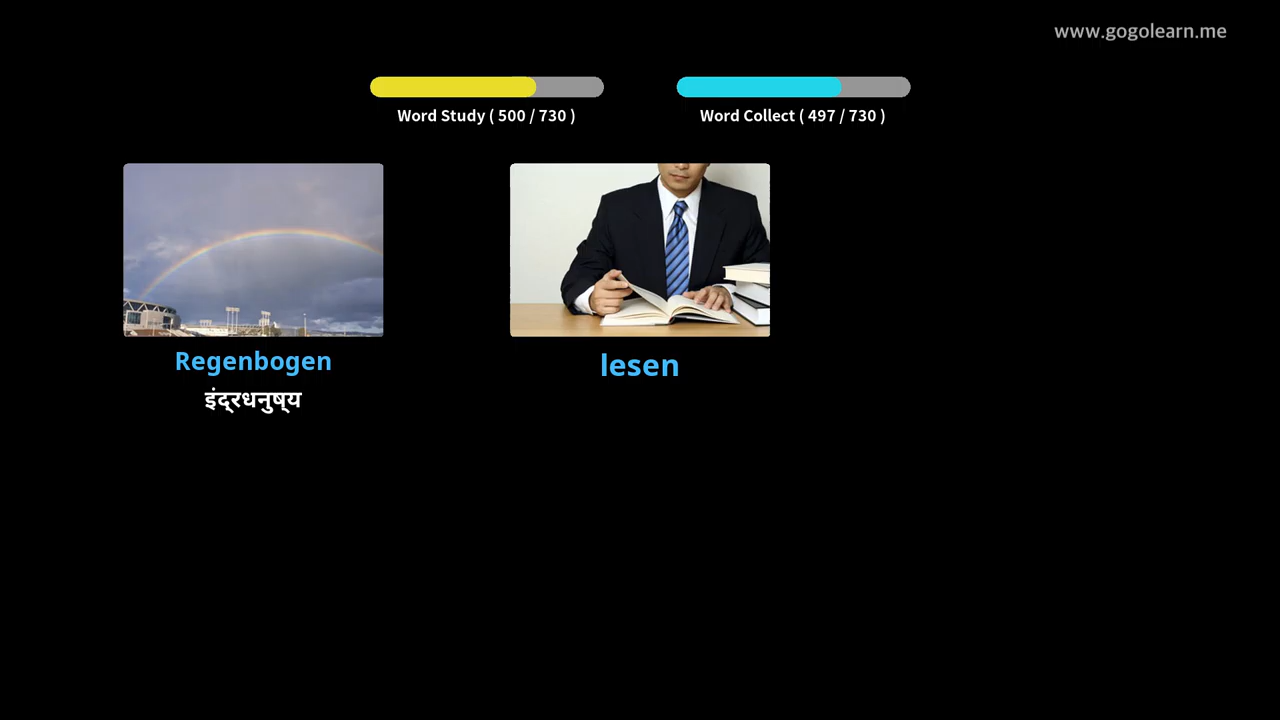 www.gogolearn.me
Word Study ( 500 / 730 )
Word Collect ( 497 / 730 )
Regenbogen
इंद्रधनुष्य
lesen